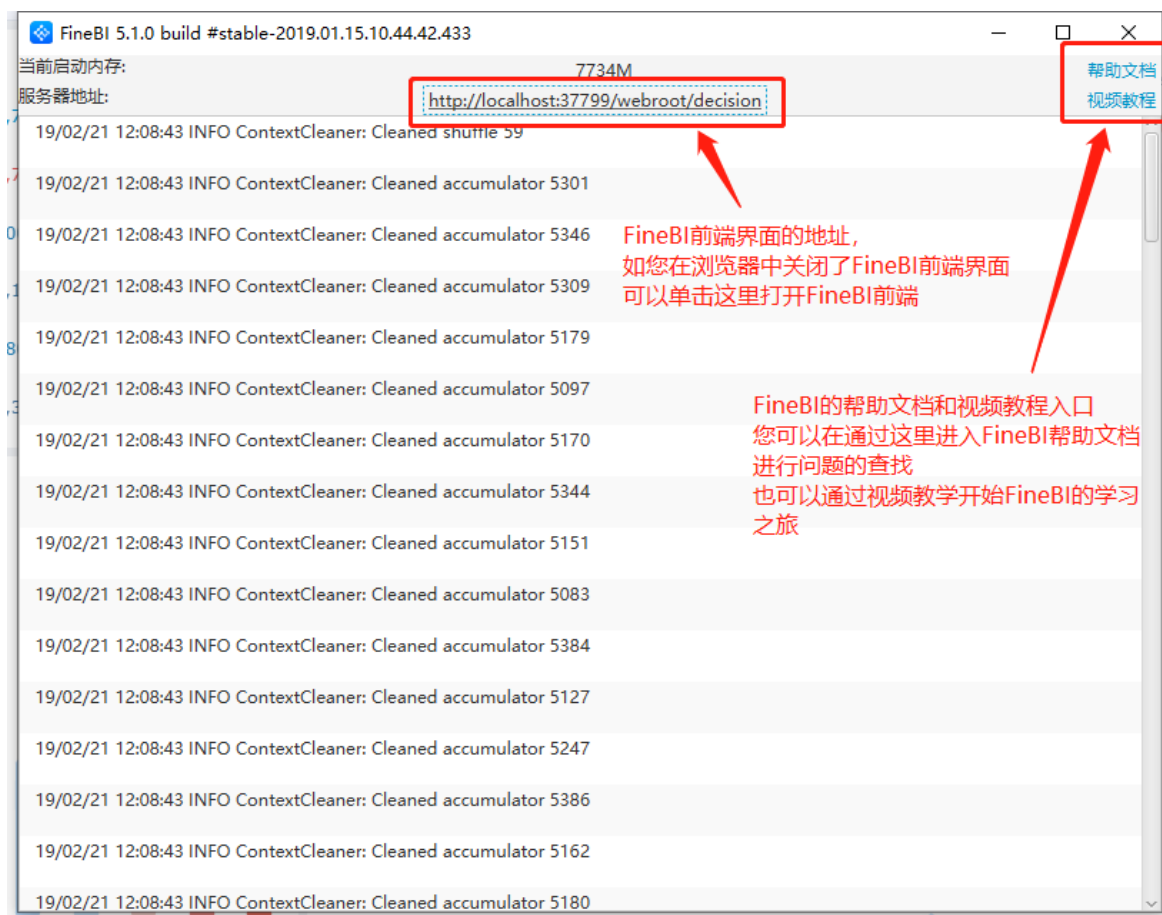 FineBI 5.1.0 build #stable-2019.01.15.10.44.42.433
当前启动内存:
7734M
帮助文档
服务器地址:
http://localhost:37799/webroot/decision
视频教程
19/02/21 12:08:43 INFO ContextCleaner: Cleaned shuffle 59
19/02/21 12:08:43 INFO ContextCleaner: Cleaned accumulator 5301
19/02/21 12:08:43 INFO ContextCleaner: Cleaned accumulator 5346
19/02/21 12:08:43 INFO ContextCleaner: Cleaned accumulator 5309
19/02/21 12:08:43 INFO ContextCleaner: Cleaned accumulator 5179
19/02/21 12:08:43 INFO ContextCleaner: Cleaned accumulator 5097
19/02/21 12:08:43 INFO ContextCleaner: Cleaned accumulator 5170
19/02/21 12:08:43 INFO ContextCleaner: Cleaned accumulator 5344
19/02/21 12:08:43 INFO ContextCleaner: Cleaned accumulator 5151
19/02/21 12:08:43 INFO ContextCleaner: Cleaned accumulator 5083
19/02/21 12:08:43 INFO ContextCleaner: Cleaned accumulator 5384
19/02/21 12:08:43 INFO ContextCleaner: Cleaned accumulator 5127
19/02/21 12:08:43 INFO ContextCleaner: Cleaned accumulator 5247
19/02/21 12:08:43 INFO ContextCleaner: Cleaned accumulator 5386
19/02/21 12:08:43 INFO ContextCleaner: Cleaned accumulator 5162
19/02/21 12:08:43 INFO ContextCleaner: Cleaned accumulator 5180
FineBI前端界面的地址，
如您在浏览器中关闭了FineBI前端界面
可以单击这里打开FineBI前端
FineBI的帮助文档和视频教程入口
您可以在通过这里进入FineBI帮助文档
进行问题的查找
也可以通过视频教学开始FineBI的学习
之旅